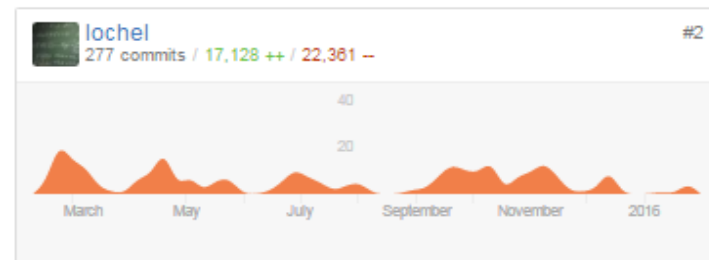 lochel
#2
277 commits / 17,128 ++ / 22,361 --
40
20
March May July September November 2016